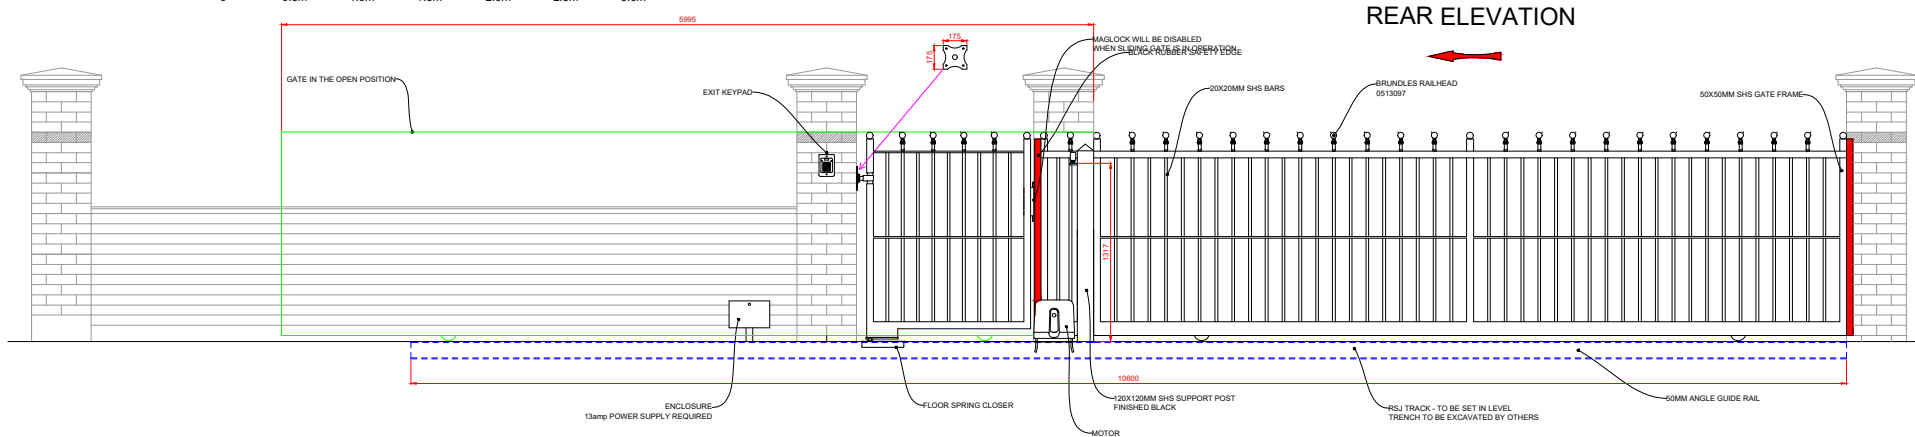 REAR ELEVATION
5995
175
175
MAGLOCK WILL BE DISABLED
WHEN SLIDING GATE IS IN OPERATION
BLACK RUBBER SAFETY EDGE
GATE IN THE OPEN POSITION
EXIT KEYPAD
20X20MM SHS BARS
BRUNDLES RAILHEAD
0513097
50X50MM SHS GATE FRAME
1317
10600
ENCLOSURE
13amp POWER SUPPLY REQUIRED
FLOOR SPRING CLOSER
120X120MM SHS SUPPORT POST
FINISHED BLACK
MOTOR
RSJ TRACK - TO BE SET IN LEVEL
TRENCH TO BE EXCAVATED BY OTHERS
50MM ANGLE GUIDE RAIL